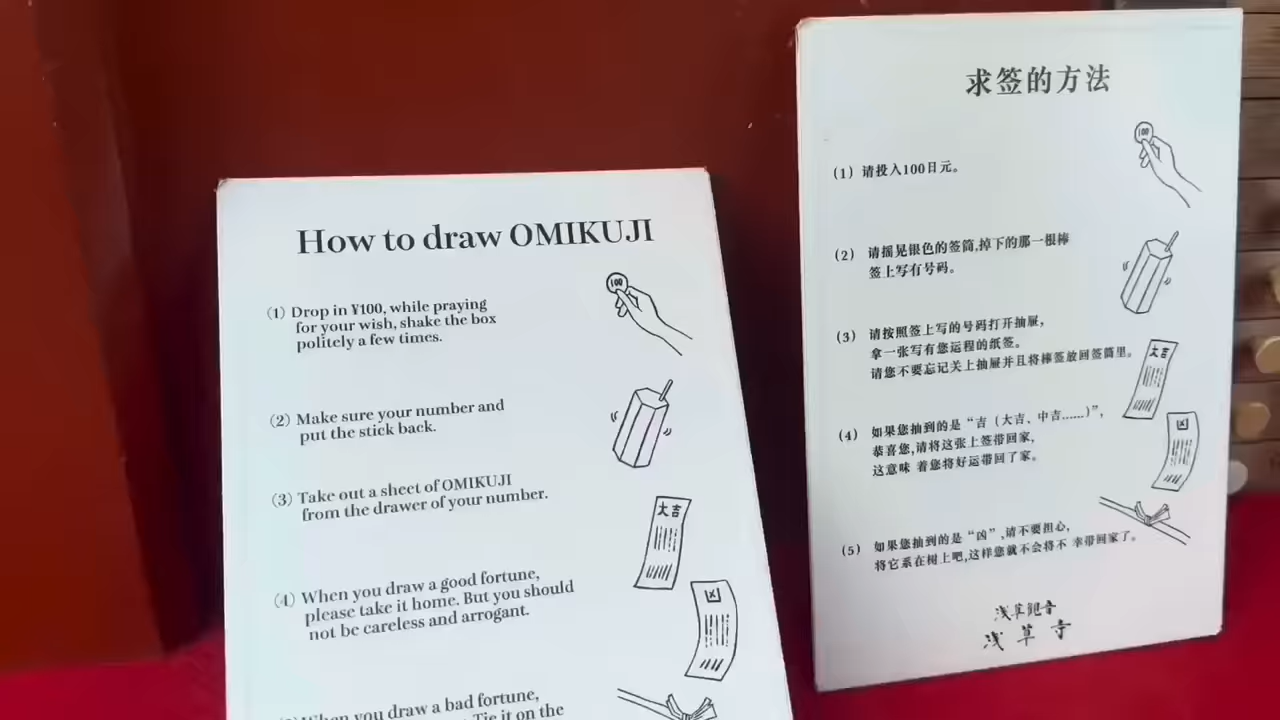 How to draw OMIKUJI
(1) Drop in ¥100, while praying
for your wish, shake the box
politely a few times.
100
(2) Make sure your number and
put the stick back.
(3) Take out a sheet of OMIKUJI
from the drawer of your number.
大吉
(4) When you draw a good fortune,
please take it home. But you should
not be careless and arrogant.
凶
When you draw a bad fortune,
Tie it on the
求签的方法
(1) 请投入100日元。
100
(2) 请摇晃银色的签筒,掉下的那一根棒
签上写有号码。
(3) 请按照签上写的号码打开抽屉,
拿一张写有您运程的纸签。
请您不要忘记关上抽屉并且将棒签放回签筒里。
大吉
(4) 如果您抽到的是“吉（大吉、中吉……)”,
恭喜您,请将这张上签带回家,
这意味 着您将好运带回了家。
凶
(5) 如果您抽到的是“凶”,请不要担心,
将它系在树上吧,这样您就不会将不 幸带回家了。
浅草観音
浅草寺